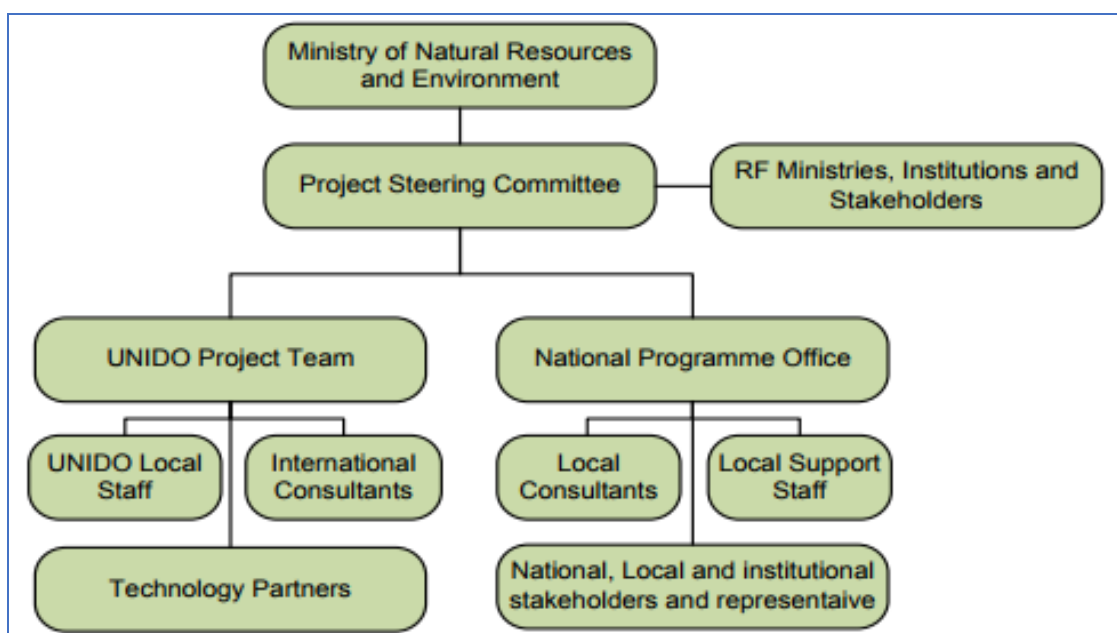 Ministry of Natural Resources
and Environment
Project Steering Committee
RF Ministries, Institutions and
Stakeholders
UNIDO Project Team
National Programme Office
UNIDO Local
Staff
International
Consultants
Local
Consultants
Local Support
Staff
Technology Partners
National, Local and institutional
stakeholders and representaive